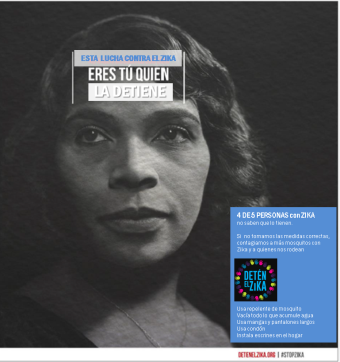 ESTA LUCHA CONTRA EL ZIKA
ERES TÚ QUIEN
LA DETIENE
4 DE 5 PERSONAS con ZIKA
no saben que lo tienen.
Si no tomamos las medidas correctas,
contagiamos a más mosquitos con
Zika y a quienes nos rodean
DETÉN
EL ZIKA
Usa repelente de mosquito
Vacía todo lo que acumule agua
Usa mangas y pantalones largos
Usa condón
Instala escrines en el hogar
DETENELZIKA.ORG | #STOPZIKA